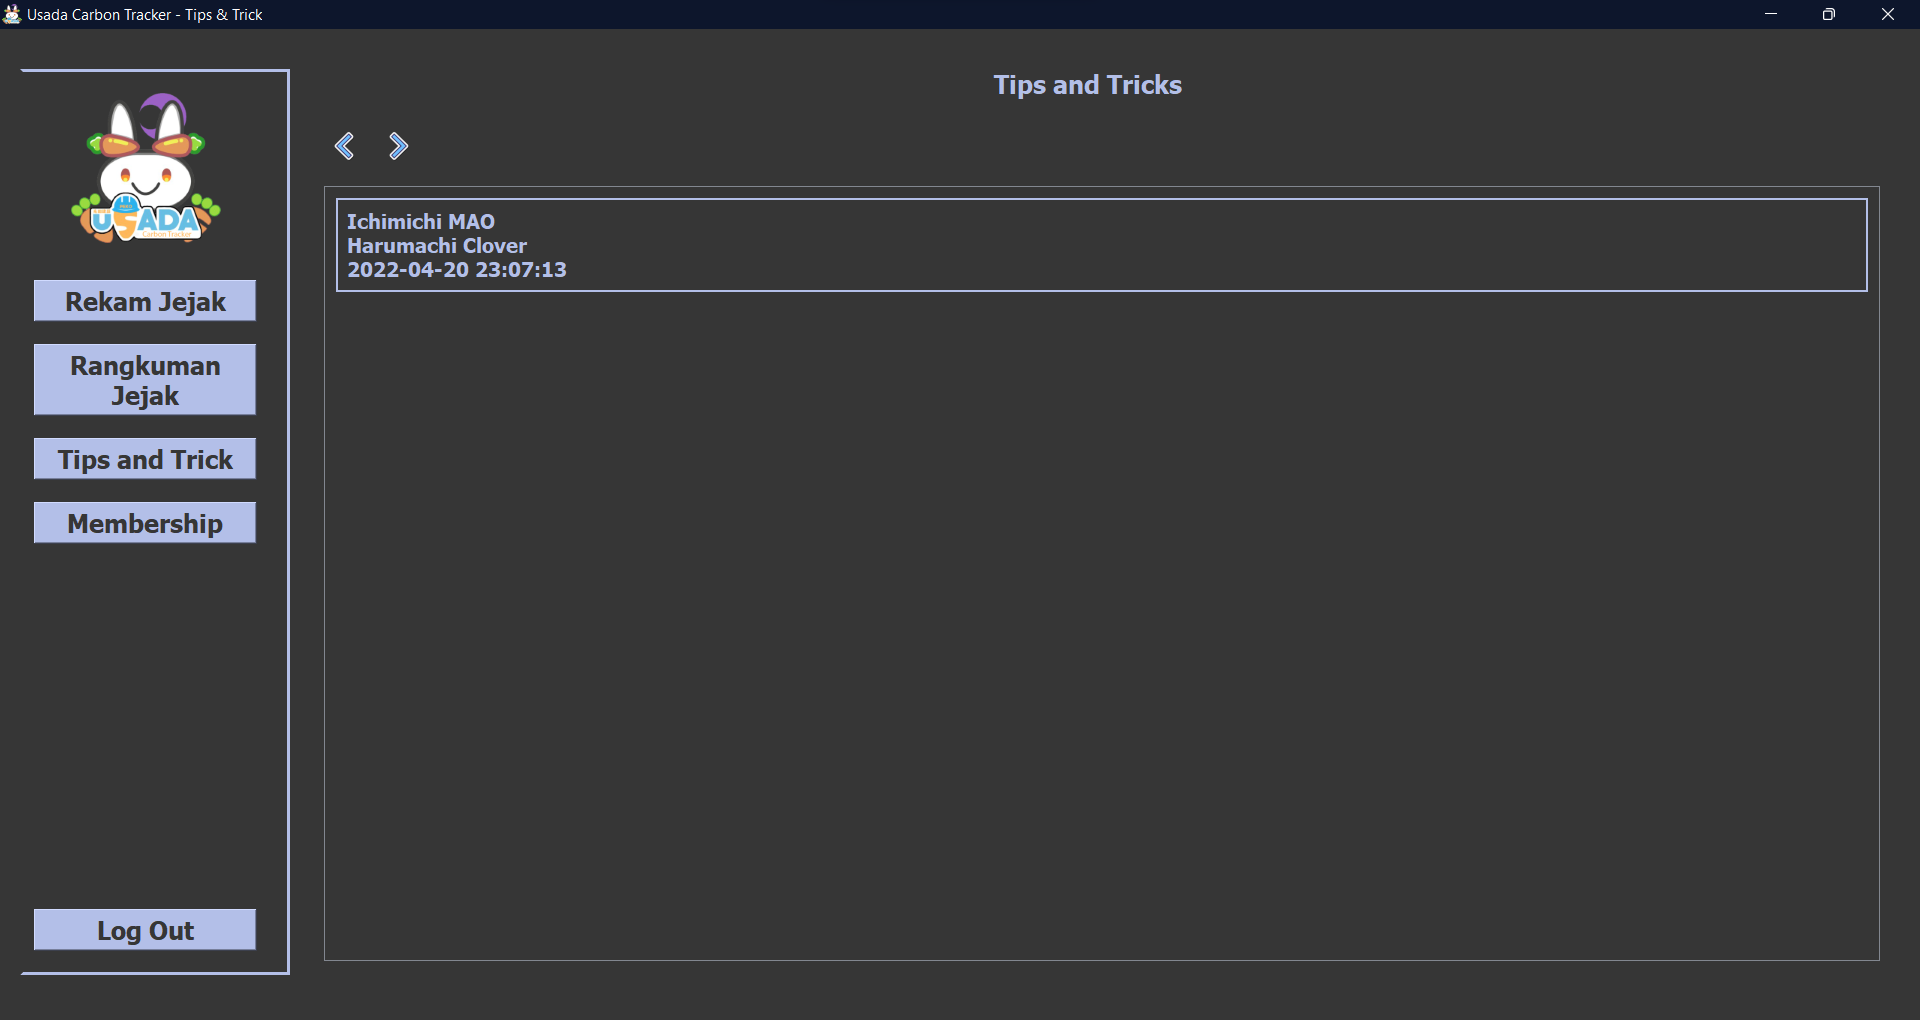 Usada Carbon Tracker - Tips & Trick
Tips and Tricks
USADA
Carbon Tracker
Rekam Jejak
Rangkuman
Jejak
Tips and Trick
Membership
Log Out
Ichimichi MAO
Harumachi Clover
2022-04-20 23:07:13